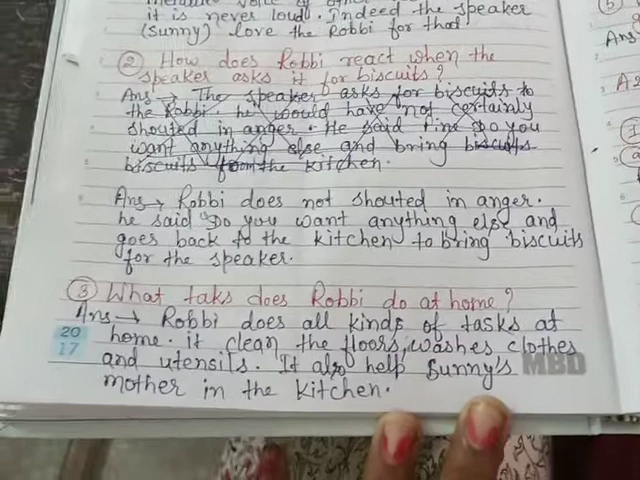 it is never loud. Indeed the speaker
(Sunny) love the Robbi for that
② How does Robbi react when the
speaker asks it for biscuits?
Ans → The speaker asks for biscuits to
the Robbi. he would have not certainly
shouted in anger. He said fine Do you
want anything else and bring biscuits
biscuits from the kitchen.
Ans → Robbi does not shouted in anger.
he said "Do you want anything else and
goes back to the kitchen to bring biscuits
for the speaker.
③ What taks does Robbi do at home?
Ans → Robbi does all kinds of tasks at
home. it clean the floors, washes clothes
and utensils. It also help Sunny's
mother in the kitchen.
20
17
MBD
Ans